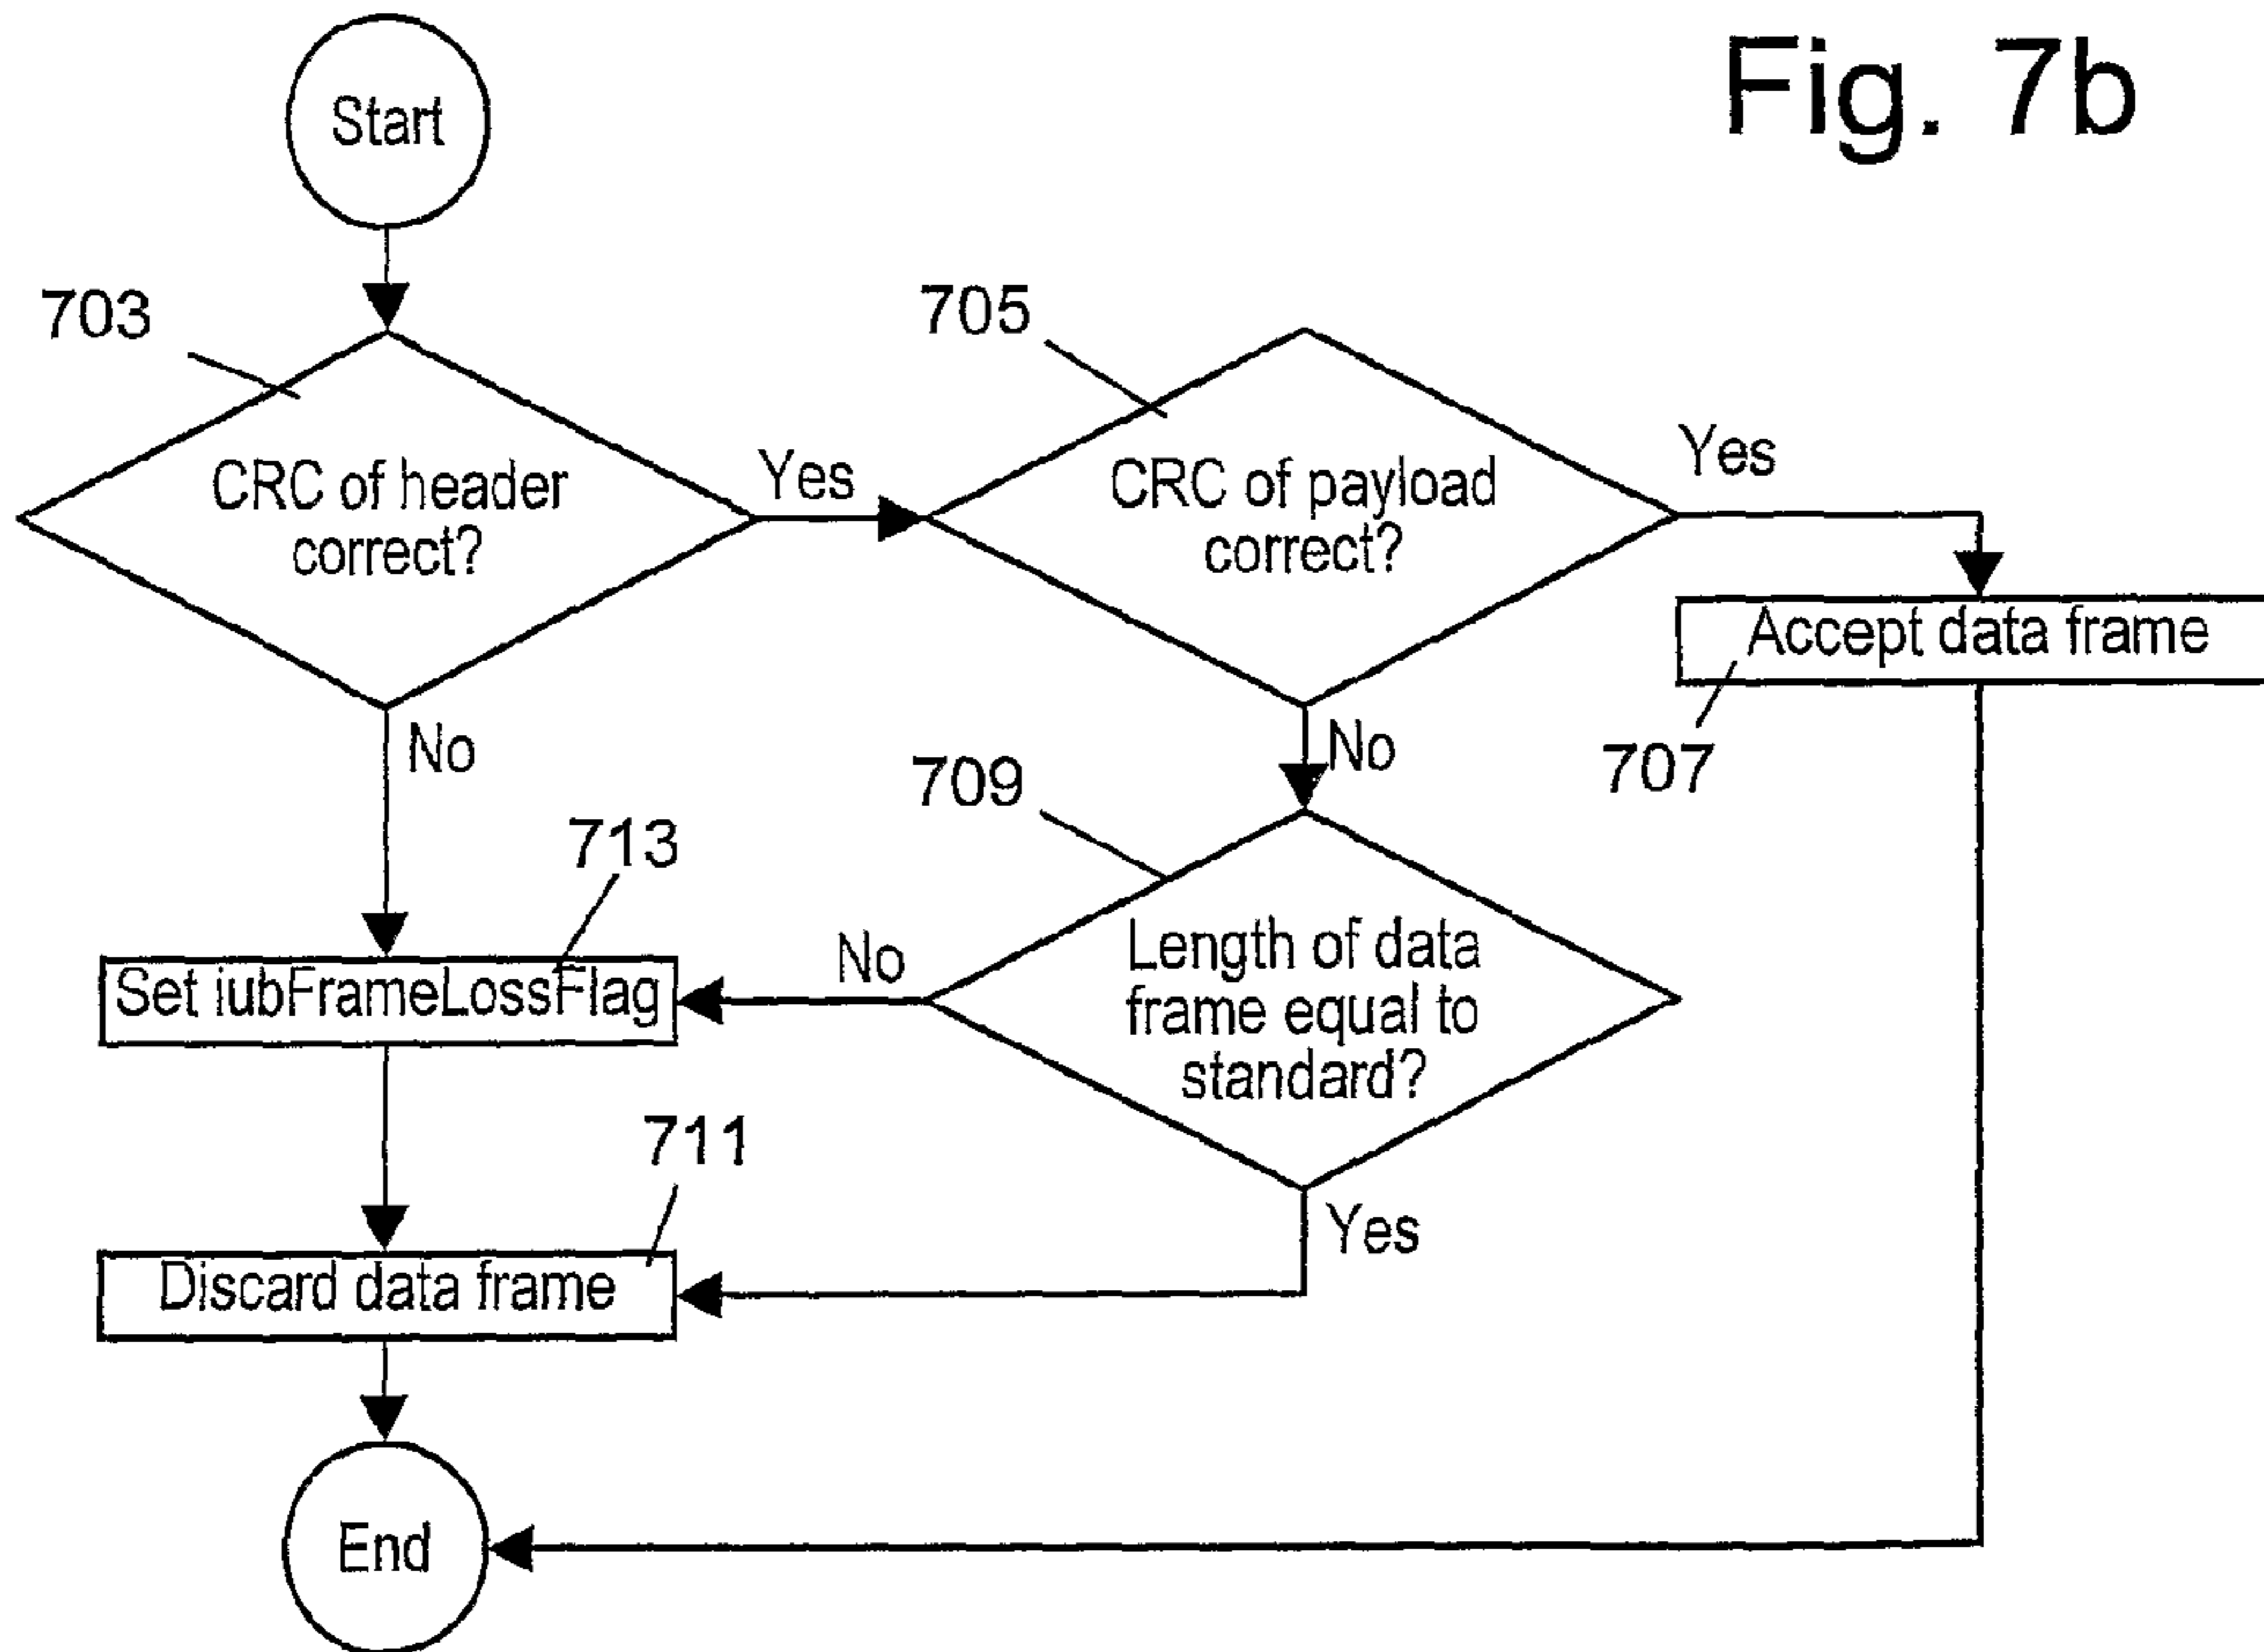 Fig. 7b
Start
703
705
CRC of header
correct?
Yes
CRC of payload
correct?
Yes
Accept data frame
707
No
No
709
713
Set iubFrameLossFlag
No
Length of data
frame equal to
standard?
711
Yes
Discard data frame
End